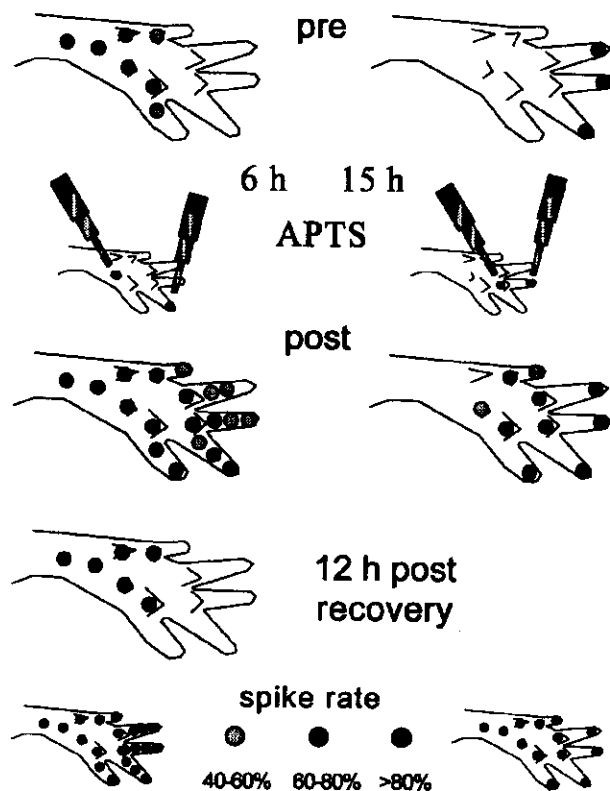 pre
6 h 15 h
APTS
post
12 h post
recovery
spike rate
40-60% 60-80% >80%